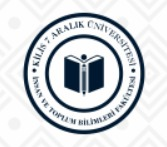 KİLİS 7 ARALIK ÜNİVERSİTESİ
İNSAN VE TOPLUM BİLİMLERİ FAKÜLTESİ